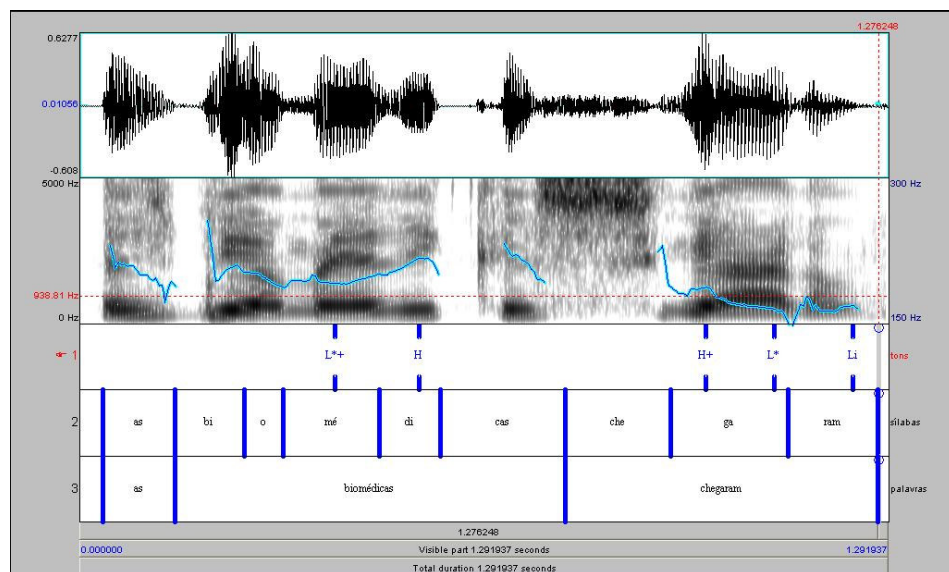 1.276248
0.6277
0.01056
-0.608
5000 Hz 300 Hz
938.81 Hz
0 Hz 150 Hz
1 L*+ H H+ L* Li tons
2 as bi o mé di cas che ga ram sílabas
3 as biomédicas chegaram palavras
1.276248
0.000000 Visible part 1.291937 seconds 1.291937
Total duration 1.291937 seconds